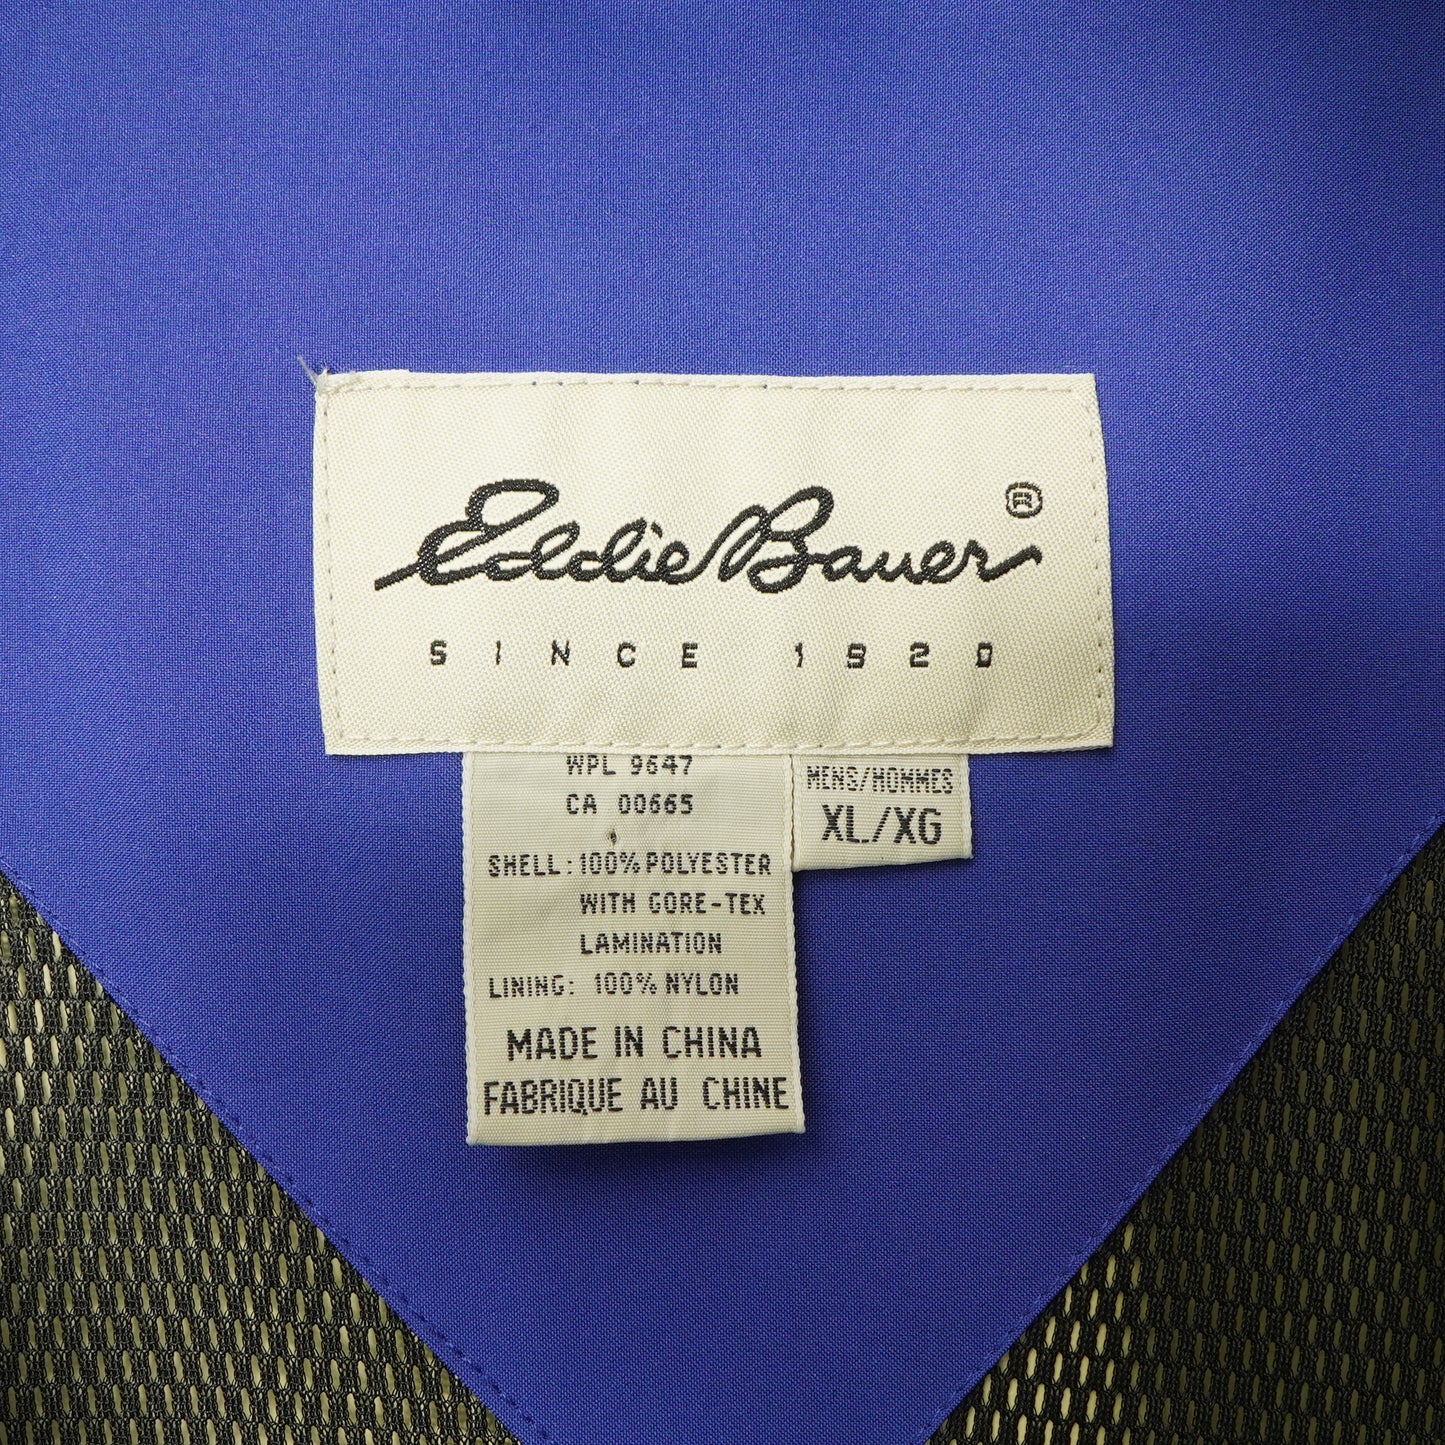 Eddie Bauer ®
SINCE 1920
WPL 9647
CA 00665
SHELL: 100% POLYESTER
WITH GORE-TEX
LAMINATION
LINING: 100% NYLON
MADE IN CHINA
FABRIQUE AU CHINE
MENS/HOMMES
XL/XG